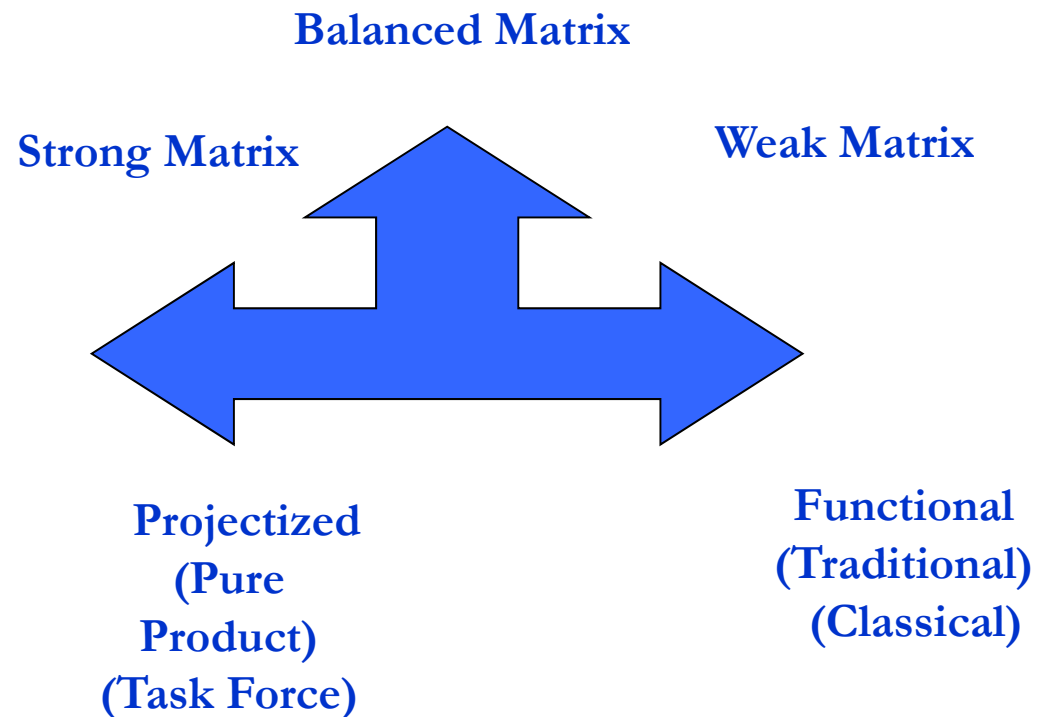 Balanced Matrix
Strong Matrix
Weak Matrix
Projectized
(Pure
Product)
(Task Force)
Functional
(Traditional)
(Classical)